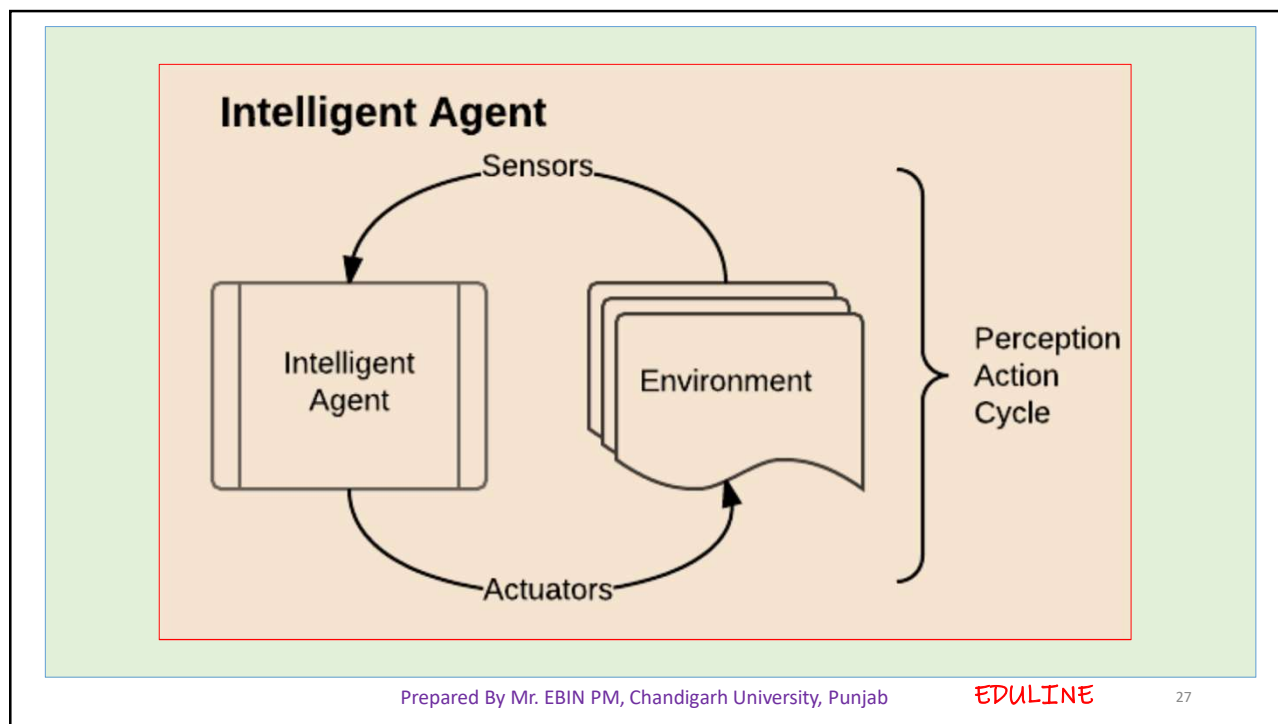 Intelligent Agent
Sensors
Intelligent
Agent
Environment
Perception
Action
Cycle
Actuators
Prepared By Mr. EBIN PM, Chandigarh University, Punjab
EDULINE
27